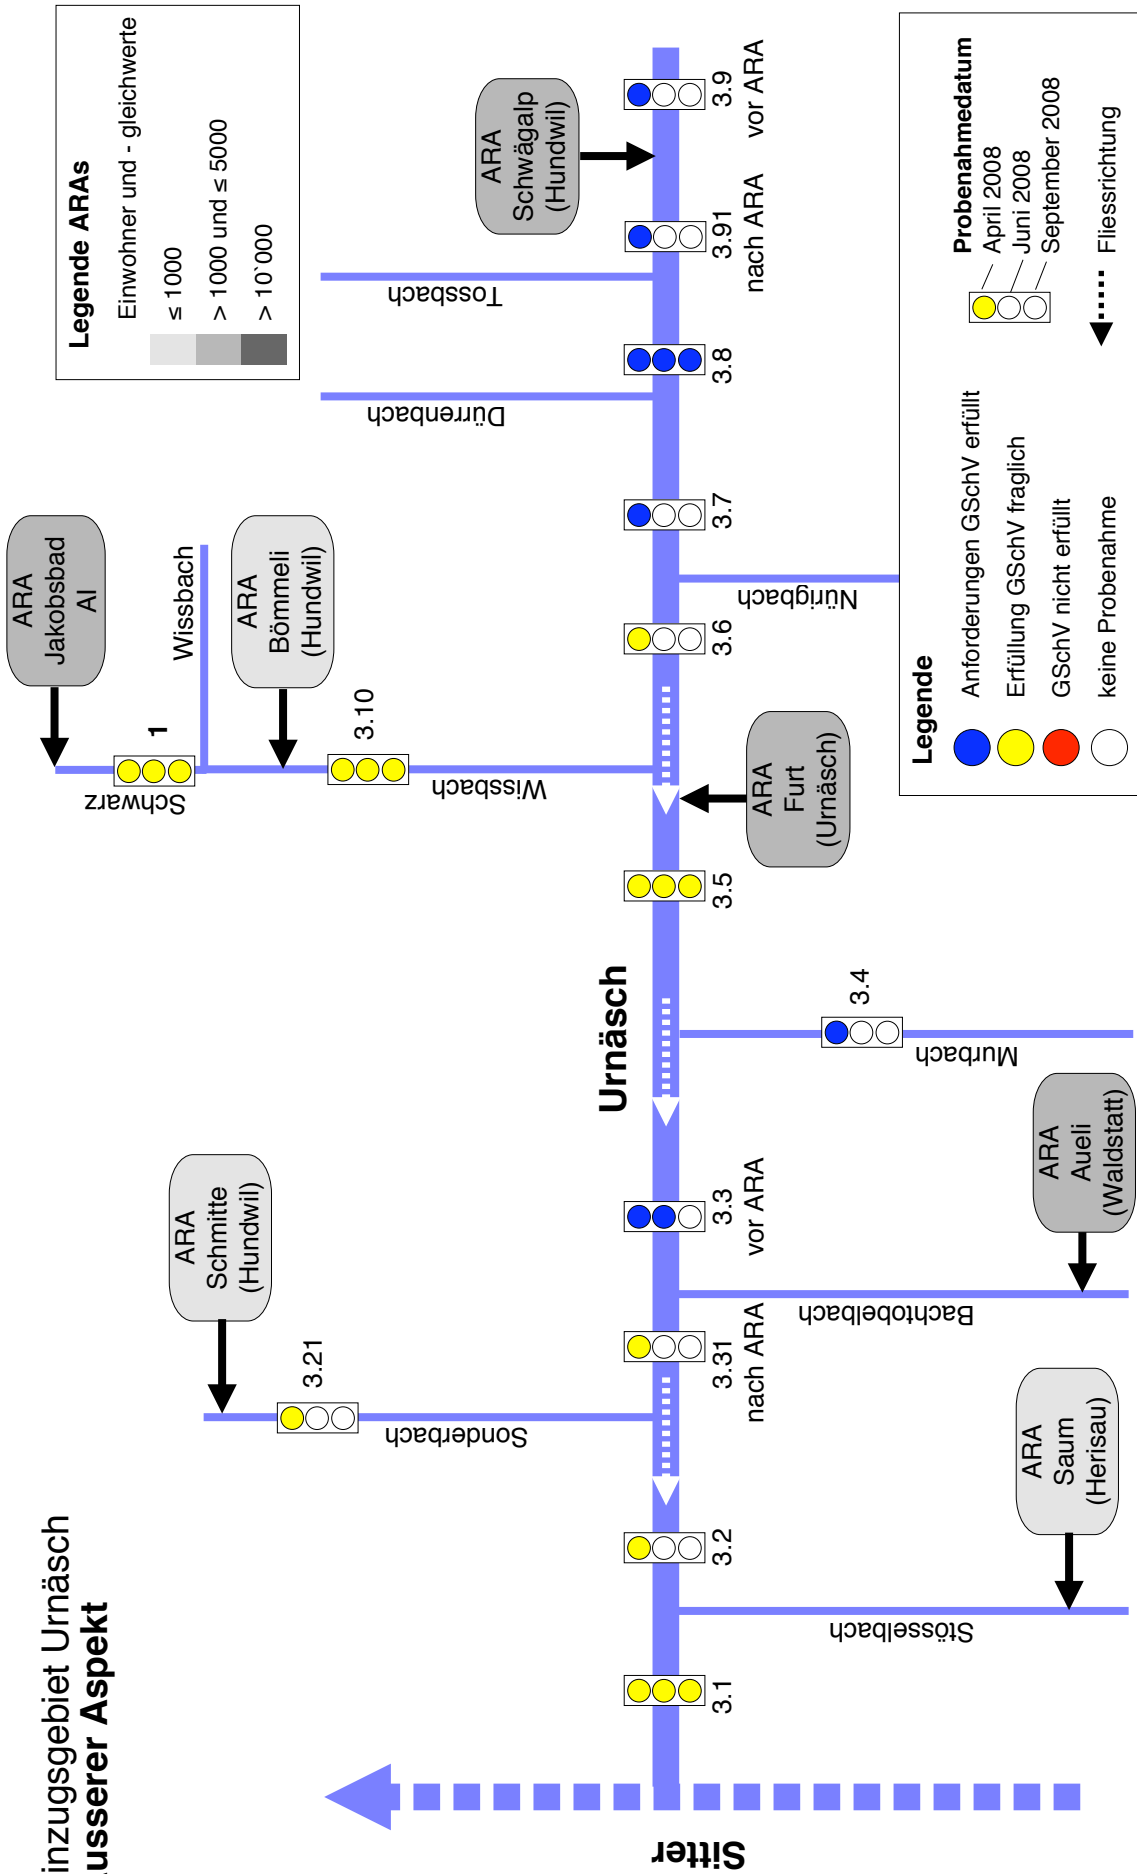 inzugsgebiet Urnäsch
usserer Aspekt
Legende ARAs
Einwohner und - gleichwerte
≤ 1000
> 1000 und ≤ 5000
> 10`000
ARA
Jakobsbad
AI
Schwarz
1
Wissbach
ARA
Bömmeli
(Hundwil)
3.10
Wissbach
ARA
Schmitte
(Hundwil)
3.21
Sonderbach
Dürrenbach
Tossbach
ARA
Schwägalp
(Hundwil)
Urnäsch
Sitter
3.1
3.2
3.31
nach ARA
3.3
vor ARA
3.5
3.6
3.7
3.8
3.91
nach ARA
3.9
vor ARA
Stösselbach
ARA
Saum
(Herisau)
Bachtobelbach
ARA
Aueli
(Waldstatt)
Murbach
3.4
ARA
Furt
(Urnäsch)
Nürigbach
Legende
Anforderungen GSchV erfüllt
Erfüllung GSchV fraglich
GSchV nicht erfüllt
keine Probenahme
Probenahmedatum
April 2008
Juni 2008
September 2008
Fliessrichtung